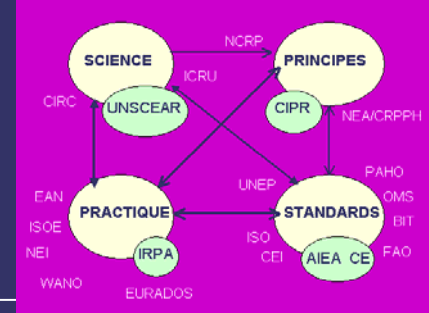 NCRP
SCIENCE PRINCIPES
ICRU
CIRC UNSCEAR CIPR NEA/CRPPH
PAHO
UNEP
EAN OMS
PRACTIQUE STANDARDS
BIT
ISOE
ISO
NEI IRPA CEI AIEA CE FAO
WANO
EURADOS